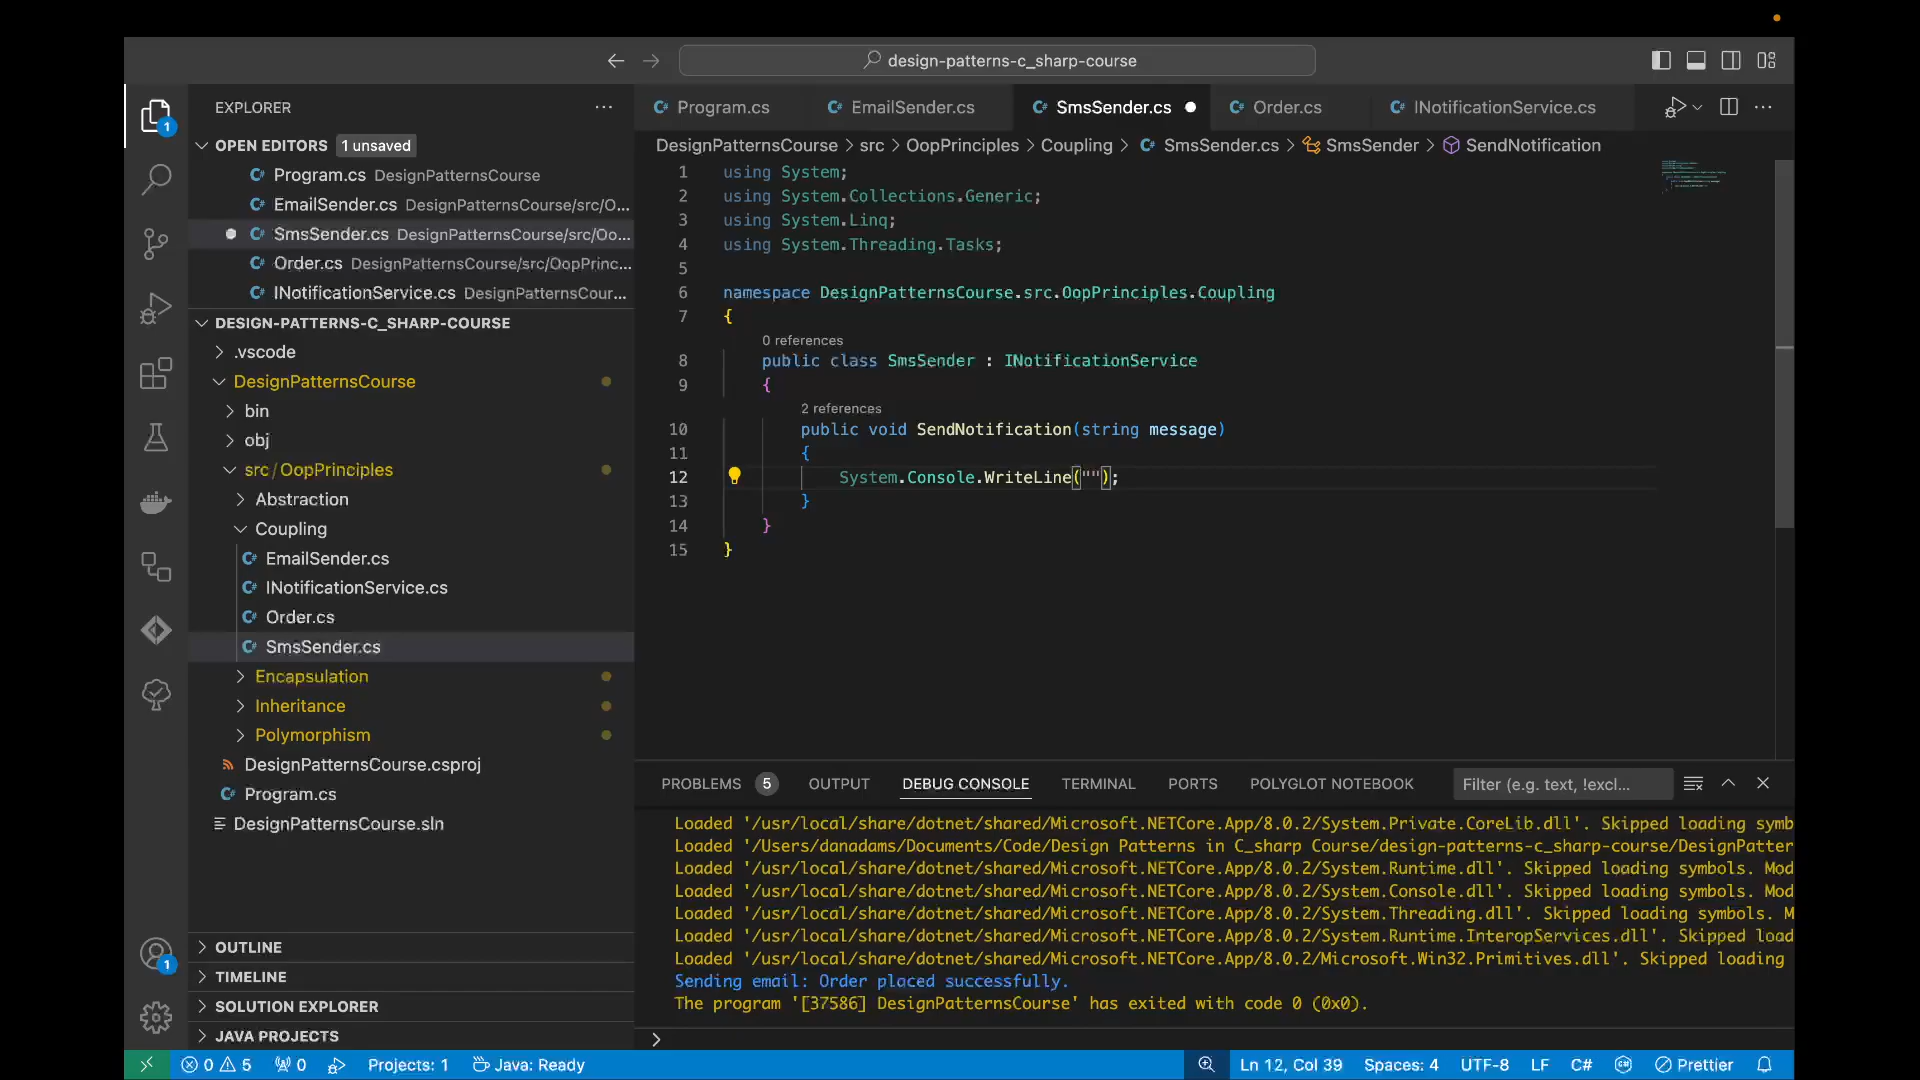 design-patterns-c_sharp-course
EXPLORER
OPEN EDITORS 1 unsaved
Program.cs DesignPatternsCourse
EmailSender.cs DesignPatternsCourse/src/O...
SmsSender.cs DesignPatternsCourse/src/Oo...
Order.cs DesignPatternsCourse/src/OopPrinc...
INotificationService.cs DesignPatternsCour...
DESIGN-PATTERNS-C_SHARP-COURSE
.vscode
DesignPatternsCourse
bin
obj
src / OopPrinciples
Abstraction
Coupling
EmailSender.cs
INotificationService.cs
Order.cs
SmsSender.cs
Encapsulation
Inheritance
Polymorphism
DesignPatternsCourse.csproj
Program.cs
DesignPatternsCourse.sln
OUTLINE
TIMELINE
SOLUTION EXPLORER
JAVA PROJECTS
1
1
Program.cs EmailSender.cs SmsSender.cs Order.cs INotificationService.cs
DesignPatternsCourse > src > OopPrinciples > Coupling > SmsSender.cs > SmsSender > SendNotification
1 using System;
2 using System.Collections.Generic;
3 using System.Linq;
4 using System.Threading.Tasks;
5
6 namespace DesignPatternsCourse.src.OopPrinciples.Coupling
7 {
0 references
8 public class SmsSender : INotificationService
9 {
2 references
10 public void SendNotification(string message)
11 {
12 System.Console.WriteLine("");
13 }
14 }
15 }
PROBLEMS 5 OUTPUT DEBUG CONSOLE TERMINAL PORTS POLYGLOT NOTEBOOK Filter (e.g. text, !excl...
Loaded '/usr/local/share/dotnet/shared/Microsoft.NETCore.App/8.0.2/System.Private.CoreLib.dll'. Skipped loading symb
Loaded '/Users/danadams/Documents/Code/Design Patterns in C_sharp Course/design-patterns-c_sharp-course/DesignPatter
Loaded '/usr/local/share/dotnet/shared/Microsoft.NETCore.App/8.0.2/System.Runtime.dll'. Skipped loading symbols. Mod
Loaded '/usr/local/share/dotnet/shared/Microsoft.NETCore.App/8.0.2/System.Console.dll'. Skipped loading symbols. Mod
Loaded '/usr/local/share/dotnet/shared/Microsoft.NETCore.App/8.0.2/System.Threading.dll'. Skipped loading symbols. M
Loaded '/usr/local/share/dotnet/shared/Microsoft.NETCore.App/8.0.2/System.Runtime.InteropServices.dll'. Skipped load
Loaded '/usr/local/share/dotnet/shared/Microsoft.NETCore.App/8.0.2/Microsoft.Win32.Primitives.dll'. Skipped loading
Sending email: Order placed successfully.
The program '[37586] DesignPatternsCourse' has exited with code 0 (0x0).
0 5 0 Projects: 1 Java: Ready Ln 12, Col 39 Spaces: 4 UTF-8 LF C# Prettier